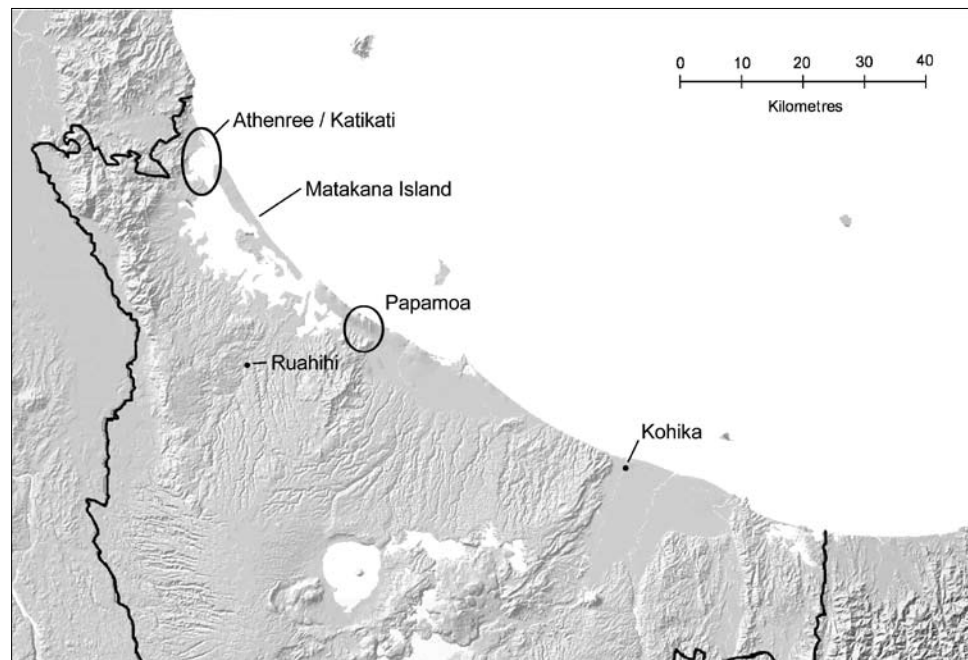 0 10 20 30 40
Kilometres
Athenree / Katikati
Matakana Island
Papamoa
Ruahihi
Kohika